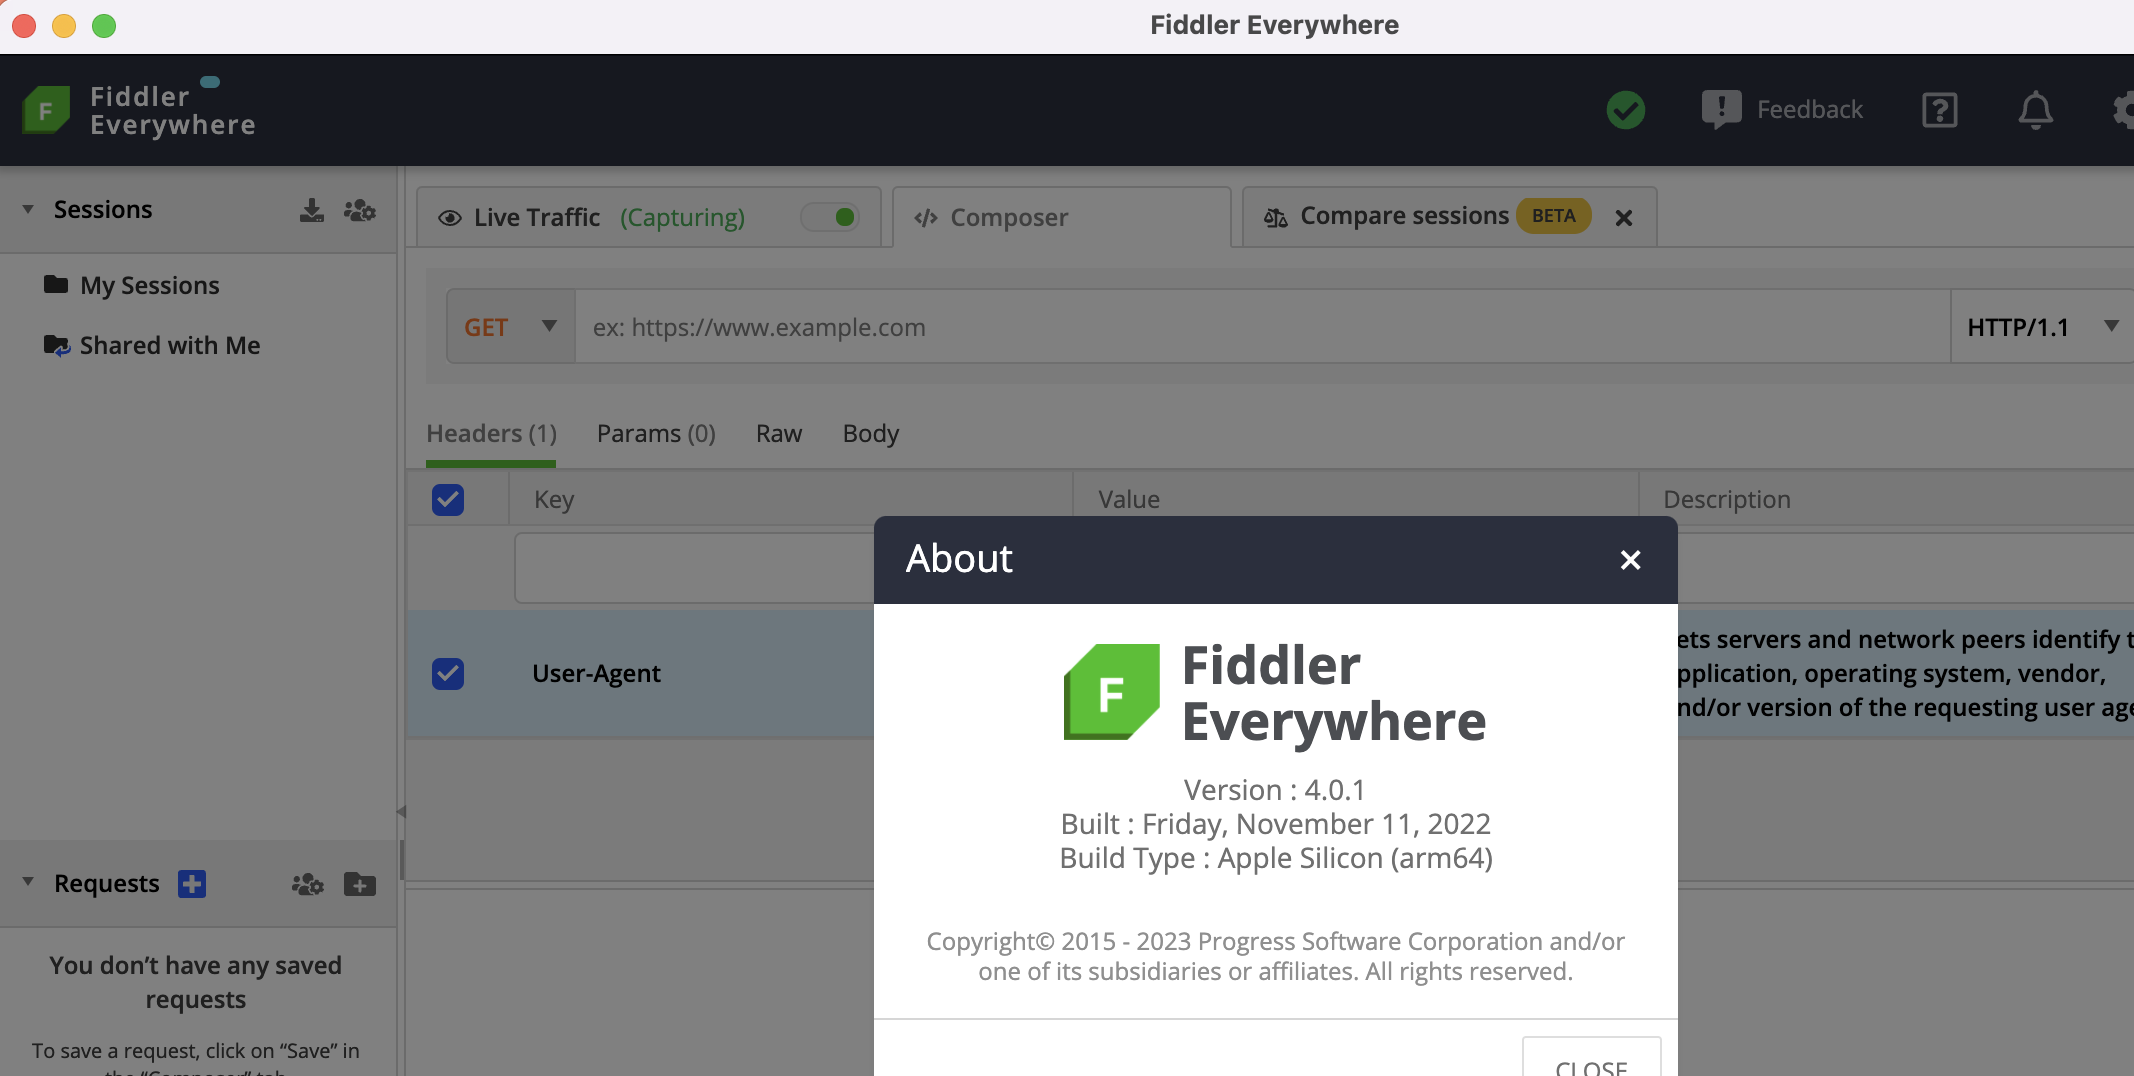 Fiddler Everywhere
Fiddler
Everywhere
Feedback
Sessions
My Sessions
Shared with Me
Live Traffic (Capturing)
Composer
Compare sessions BETA
GET
ex: https://www.example.com
HTTP/1.1
Headers (1)
Params (0)
Raw
Body
Key
Value
Description
User-Agent
ets servers and network peers identify t
pplication, operating system, vendor,
nd/or version of the requesting user age
About
F
Fiddler
Everywhere
Version : 4.0.1
Built : Friday, November 11, 2022
Build Type : Apple Silicon (arm64)
Copyright© 2015 - 2023 Progress Software Corporation and/or
one of its subsidiaries or affiliates. All rights reserved.
CLOSE
Requests
You don’t have any saved
requests
To save a request, click on “Save” in
the “Composer” tab